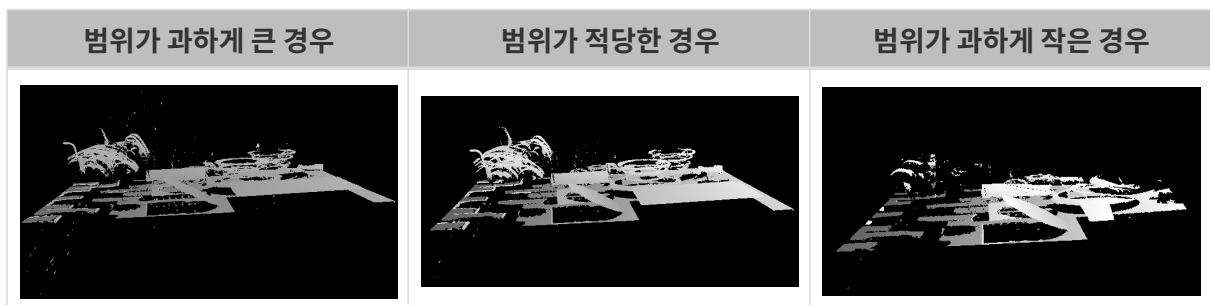 범위가 과하게 큰 경우
범위가 적당한 경우
범위가 과하게 작은 경우